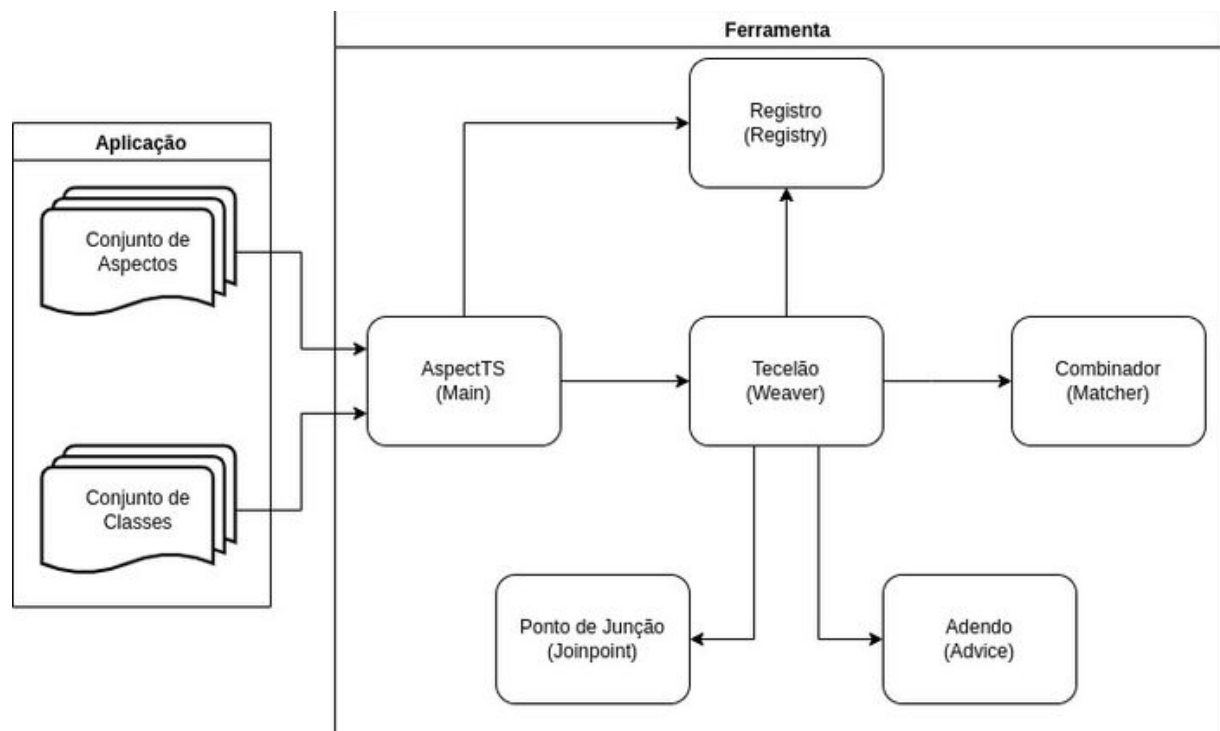 Ferramenta
Aplicação
Registro
(Registry)
Conjunto de
Aspectos
AspectTS
(Main)
Tecelão
(Weaver)
Combinador
(Matcher)
Conjunto de
Classes
Ponto de Junção
(Joinpoint)
Adendo
(Advice)